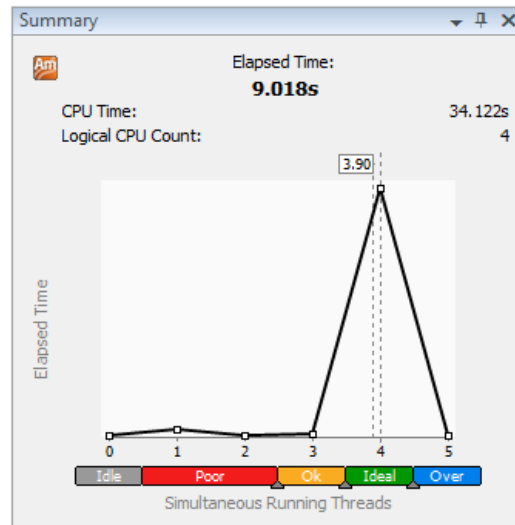 Summary
Am
Elapsed Time:
9.018s
CPU Time: 34.122s
Logical CPU Count: 4
3.90
Elapsed Time
0 1 2 3 4 5
Idle Poor Ok Ideal Over
Simultaneous Running Threads